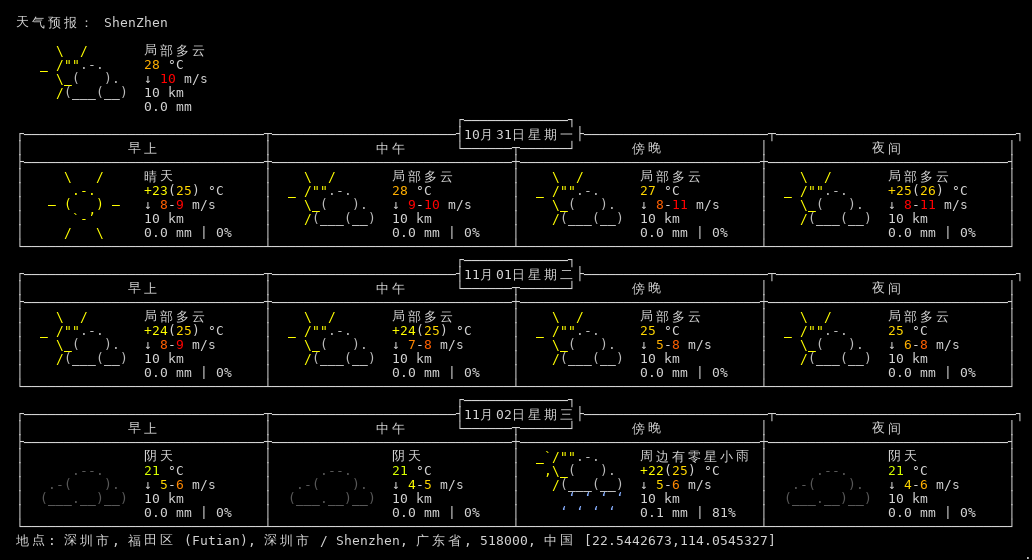 天气预报： ShenZhen
局部多云
28 °C
↓ 10 m/s
10 km
0.0 mm
10月31日星期一
早上 中午 傍晚 夜间
晴天 局部多云 局部多云 局部多云
+23(25) °C 28 °C 27 °C +25(26) °C
↓ 8-9 m/s ↓ 9-10 m/s ↓ 8-11 m/s ↓ 8-11 m/s
10 km 10 km 10 km 10 km
0.0 mm | 0% 0.0 mm | 0% 0.0 mm | 0% 0.0 mm | 0%
11月01日星期二
早上 中午 傍晚 夜间
局部多云 局部多云 局部多云 局部多云
+24(25) °C +24(25) °C 25 °C 25 °C
↓ 8-9 m/s ↓ 7-8 m/s ↓ 5-8 m/s ↓ 6-8 m/s
10 km 10 km 10 km 10 km
0.0 mm | 0% 0.0 mm | 0% 0.0 mm | 0% 0.0 mm | 0%
11月02日星期三
早上 中午 傍晚 夜间
阴天 阴天 周边有零星小雨 阴天
21 °C 21 °C +22(25) °C 21 °C
↓ 5-6 m/s ↓ 4-5 m/s ↓ 5-6 m/s ↓ 4-6 m/s
10 km 10 km 10 km 10 km
0.0 mm | 0% 0.0 mm | 0% 0.1 mm | 81% 0.0 mm | 0%
地点: 深圳市, 福田区 (Futian), 深圳市 / Shenzhen, 广东省, 518000, 中国 [22.5442673,114.0545327]